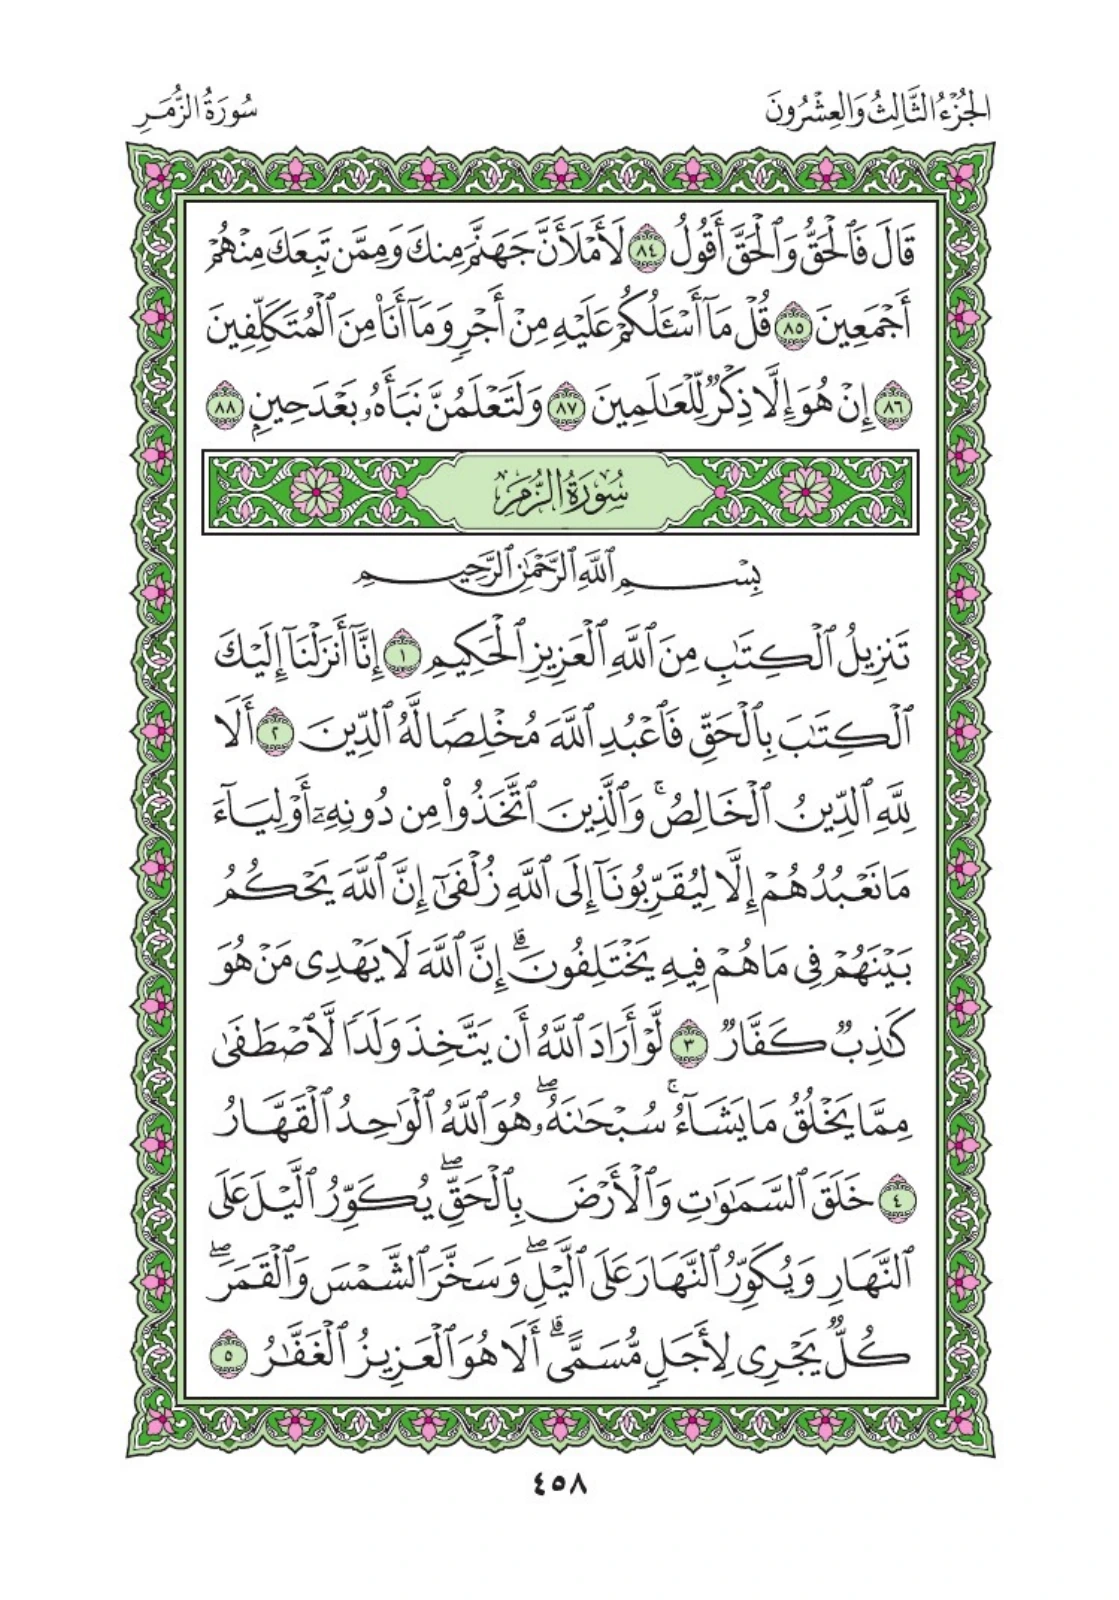 الجُزْءُ الثَّالِثُ وَالعِشْرُونَ
سُورَةُ الزُّمَرِ
قَالَ فَٱلْحَقُّ وَٱلْحَقَّ أَقُولُ ٨٤ لَأَمْلَأَنَّ جَهَنَّمَ مِنكَ وَمِمَّن تَبِعَكَ مِنْهُمْ
أَجْمَعِينَ ٨٥ قُلْ مَآ أَسْـَٔلُكُمْ عَلَيْهِ مِنْ أَجْرٍ وَمَآ أَنَا۠ مِنَ ٱلْمُتَكَلِّفِينَ
٨٦ إِنْ هُوَ إِلَّا ذِكْرٌ لِّلْعَـٰلَمِينَ ٨٧ وَلَتَعْلَمُنَّ نَبَأَهُۥ بَعْدَ حِينٍۭ ٨٨
سُورَةُ الزُّمَرِ
بِسْمِ ٱللَّهِ ٱلرَّحْمَـٰنِ ٱلرَّحِيمِ
تَنزِيلُ ٱلْكِتَـٰبِ مِنَ ٱللَّهِ ٱلْعَزِيزِ ٱلْحَكِيمِ ١ إِنَّآ أَنزَلْنَآ إِلَيْكَ
ٱلْكِتَـٰبَ بِٱلْحَقِّ فَٱعْبُدِ ٱللَّهَ مُخْلِصًا لَّهُ ٱلدِّينَ ٢ أَلَا
لِلَّهِ ٱلدِّينُ ٱلْخَالِصُ ۚ وَٱلَّذِينَ ٱتَّخَذُوا۟ مِن دُونِهِۦٓ أَوْلِيَآءَ
مَا نَعْبُدُهُمْ إِلَّا لِيُقَرِّبُونَآ إِلَى ٱللَّهِ زُلْفَىٰٓ إِنَّ ٱللَّهَ يَحْكُمُ
بَيْنَهُمْ فِى مَا هُمْ فِيهِ يَخْتَلِفُونَ ۗ إِنَّ ٱللَّهَ لَا يَهْدِى مَنْ هُوَ
كَـٰذِبٌ كَفَّارٌ ٣ لَّوْ أَرَادَ ٱللَّهُ أَن يَتَّخِذَ وَلَدًا لَّٱصْطَفَىٰ
مِمَّا يَخْلُقُ مَا يَشَآءُ ۚ سُبْحَـٰنَهُۥ ۖ هُوَ ٱللَّهُ ٱلْوَٰحِدُ ٱلْقَهَّارُ
٤ خَلَقَ ٱلسَّمَـٰوَٰتِ وَٱلْأَرْضَ بِٱلْحَقِّ ۖ يُكَوِّرُ ٱلَّيْلَ عَلَى
ٱلنَّهَارِ وَيُكَوِّرُ ٱلنَّهَارَ عَلَى ٱلَّيْلِ ۖ وَسَخَّرَ ٱلشَّمْسَ وَٱلْقَمَرَ ۖ
كُلٌّ يَجْرِى لِأَجَلٍ مُّسَمًّى ۗ أَلَا هُوَ ٱلْعَزِيزُ ٱلْغَفَّـٰرُ ٥
٤٥٨